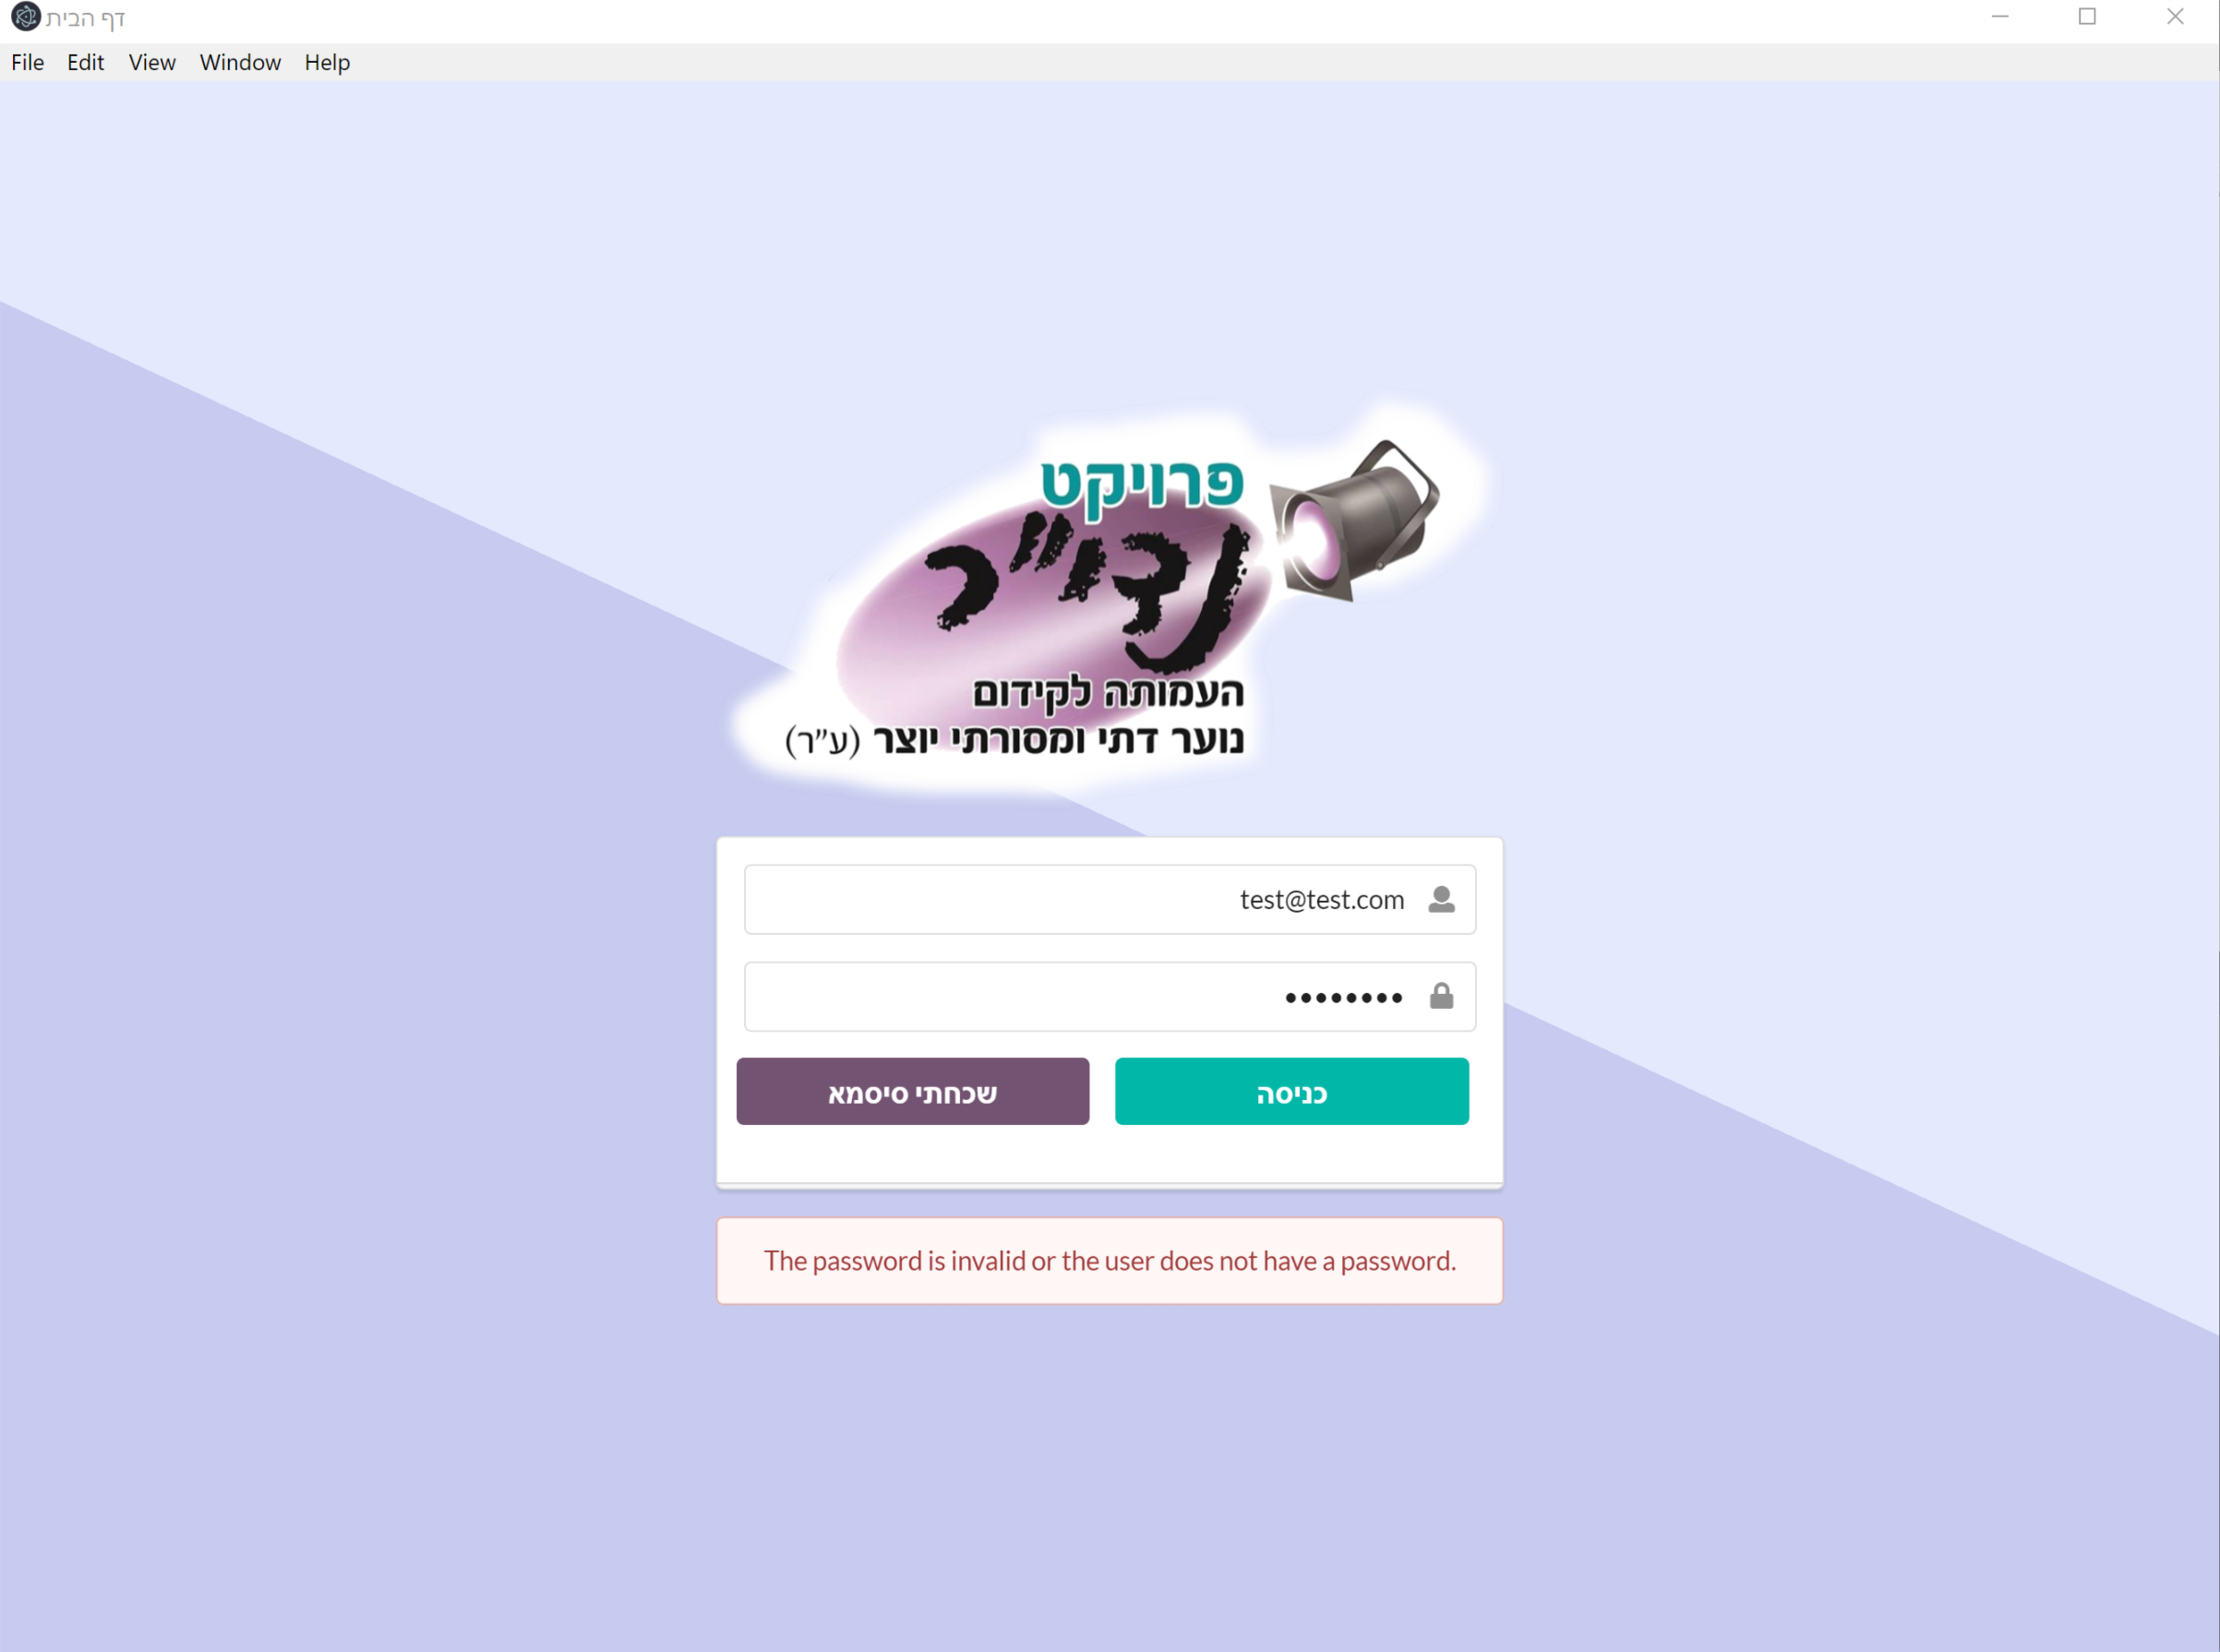 דף הבית
File Edit View Window Help
פרויקט
נדי״ר
העמותה לקידום
נוער דתי ומסורתי יוצר (ע״ר)
test@test.com
••••••••
כניסה שכחתי סיסמא
The password is invalid or the user does not have a password.